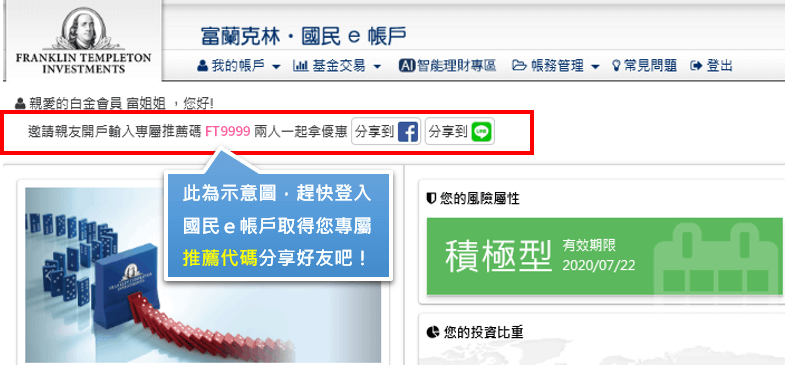 FRANKLIN TEMPLETON
INVESTMENTS
富蘭克林・國民 e 帳戶
我的帳戶 基金交易 AI智能理財專區 帳務管理 常見問題 登出
親愛的白金會員 富姐姐 ，您好!
邀請親友開戶輸入專屬推薦碼 FT9999 兩人一起拿優惠 分享到 分享到 LINE
此為示意圖，趕快登入
國民 e 帳戶取得您專屬
推薦代碼分享好友吧！
FRANKLIN TEMPLETON
INVESTMENTS
您的風險屬性
積極型
有效期限
2020/07/22
您的投資比重